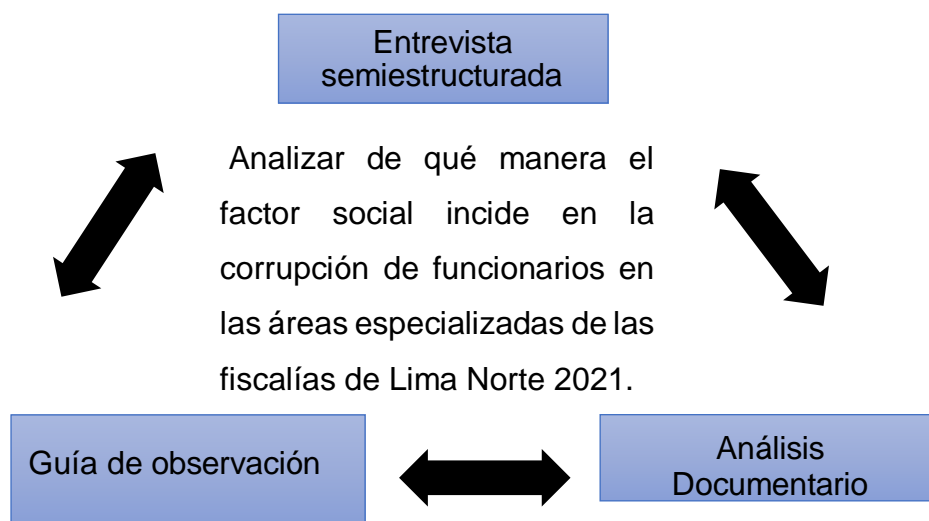 Entrevista
semiestructurada
Analizar de qué manera el
factor social incide en la
corrupción de funcionarios en
las áreas especializadas de las
fiscalías de Lima Norte 2021.
Guía de observación
Análisis
Documentario